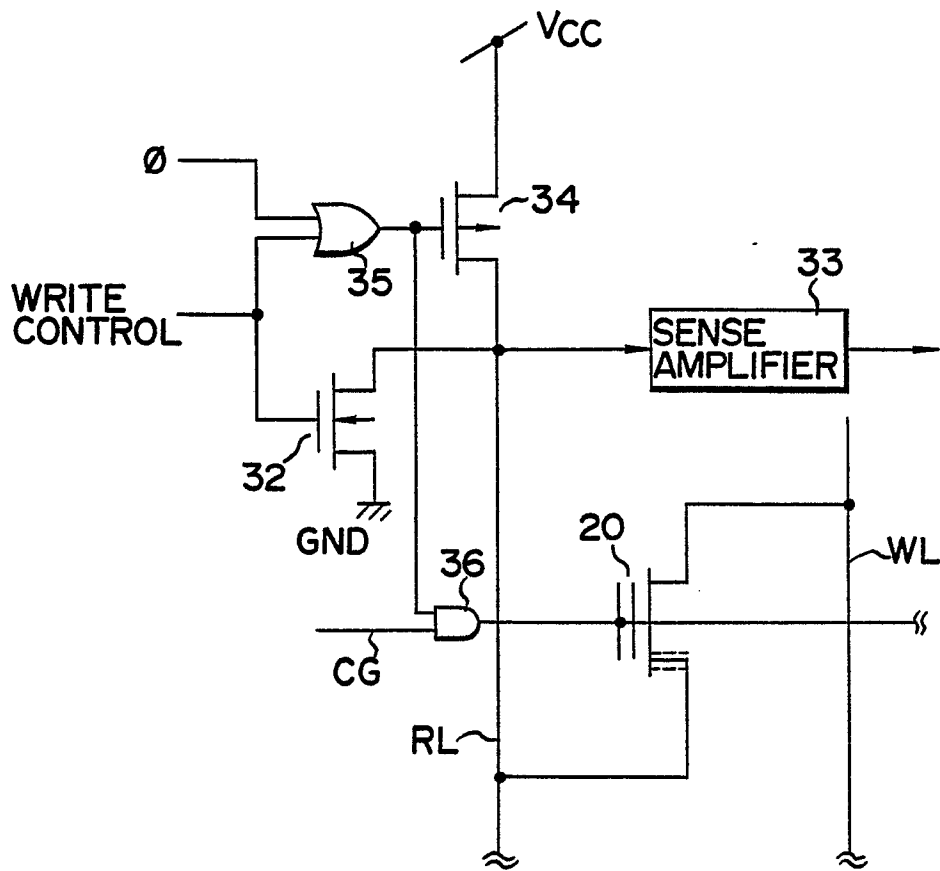 VCC
Ø
34
35
33
WRITE
CONTROL
SENSE
AMPLIFIER
32
GND
20
36
WL
CG
RL